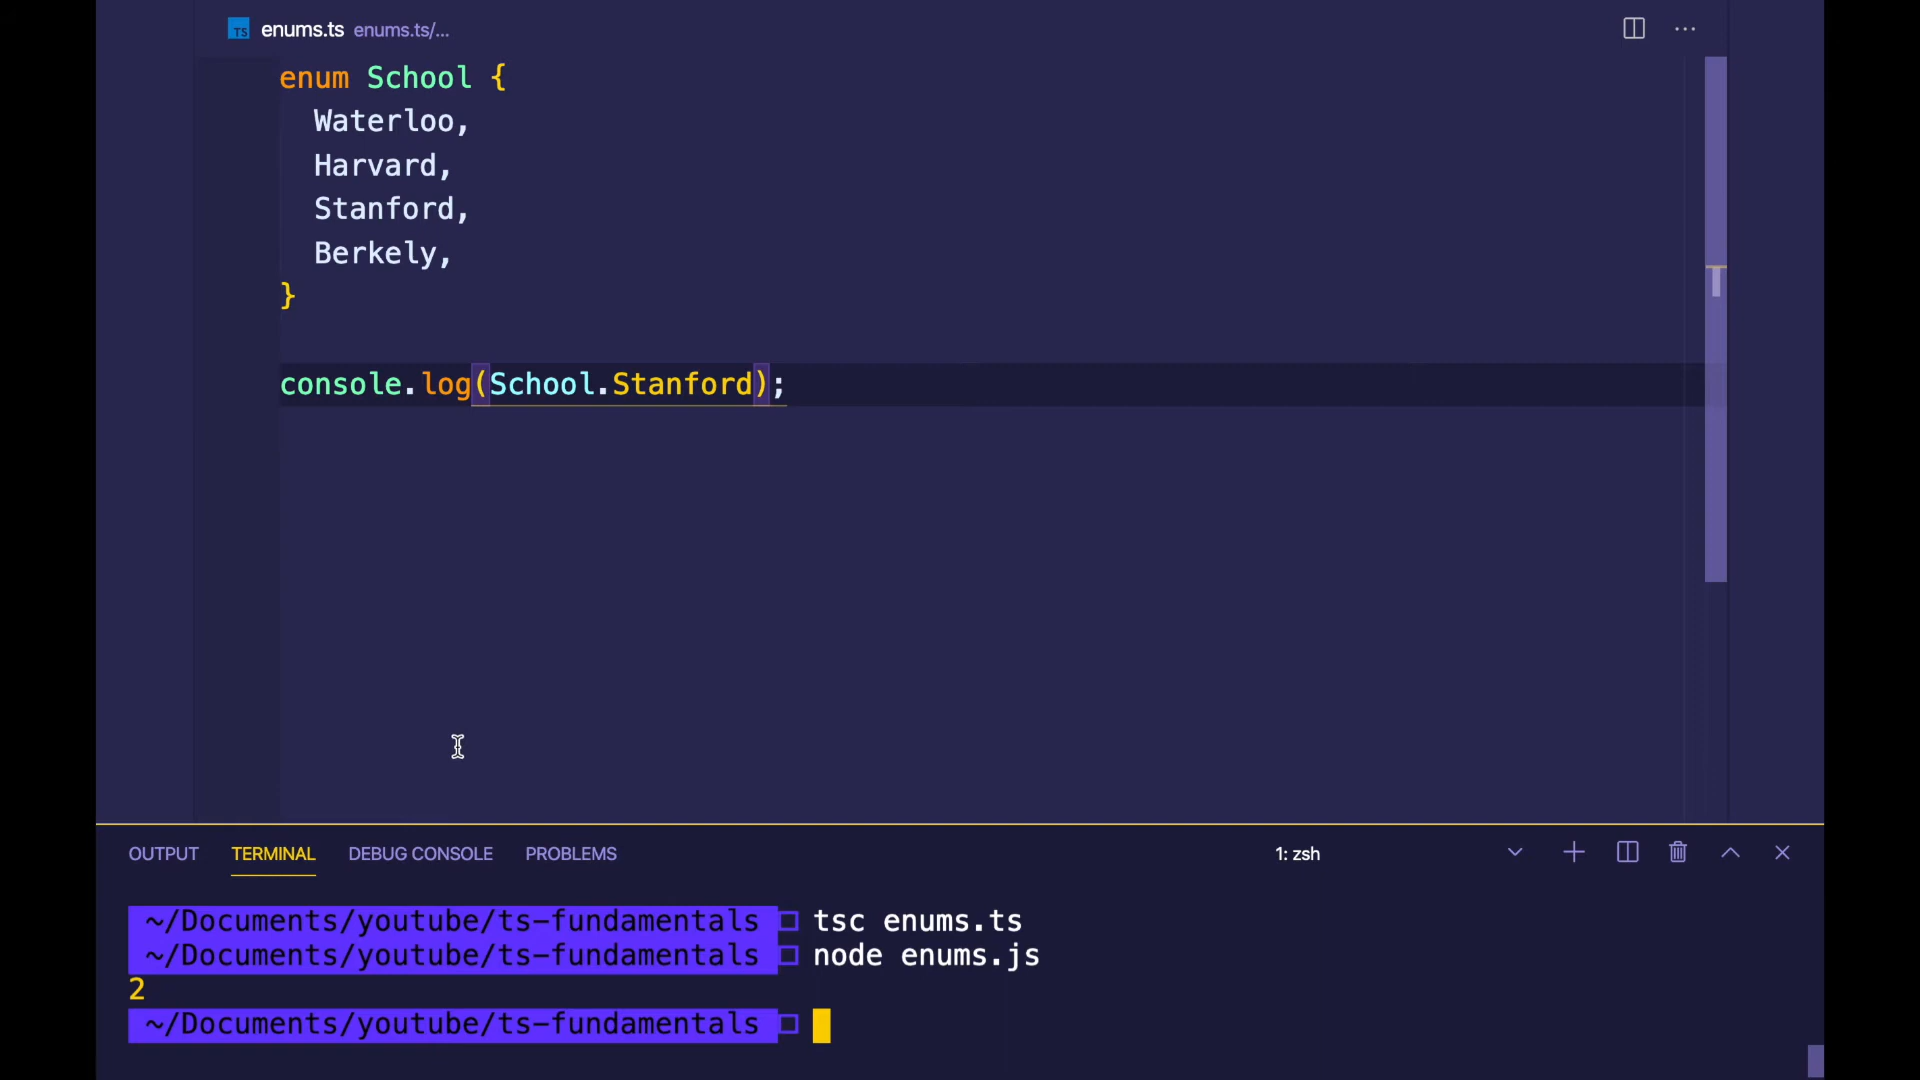 TS enums.ts enums.ts/...
enum School {
  Waterloo,
  Harvard,
  Stanford,
  Berkely,
}
console.log(School.Stanford);
OUTPUT TERMINAL DEBUG CONSOLE PROBLEMS 1: zsh
~/Documents/youtube/ts-fundamentals tsc enums.ts
~/Documents/youtube/ts-fundamentals node enums.js
2
~/Documents/youtube/ts-fundamentals